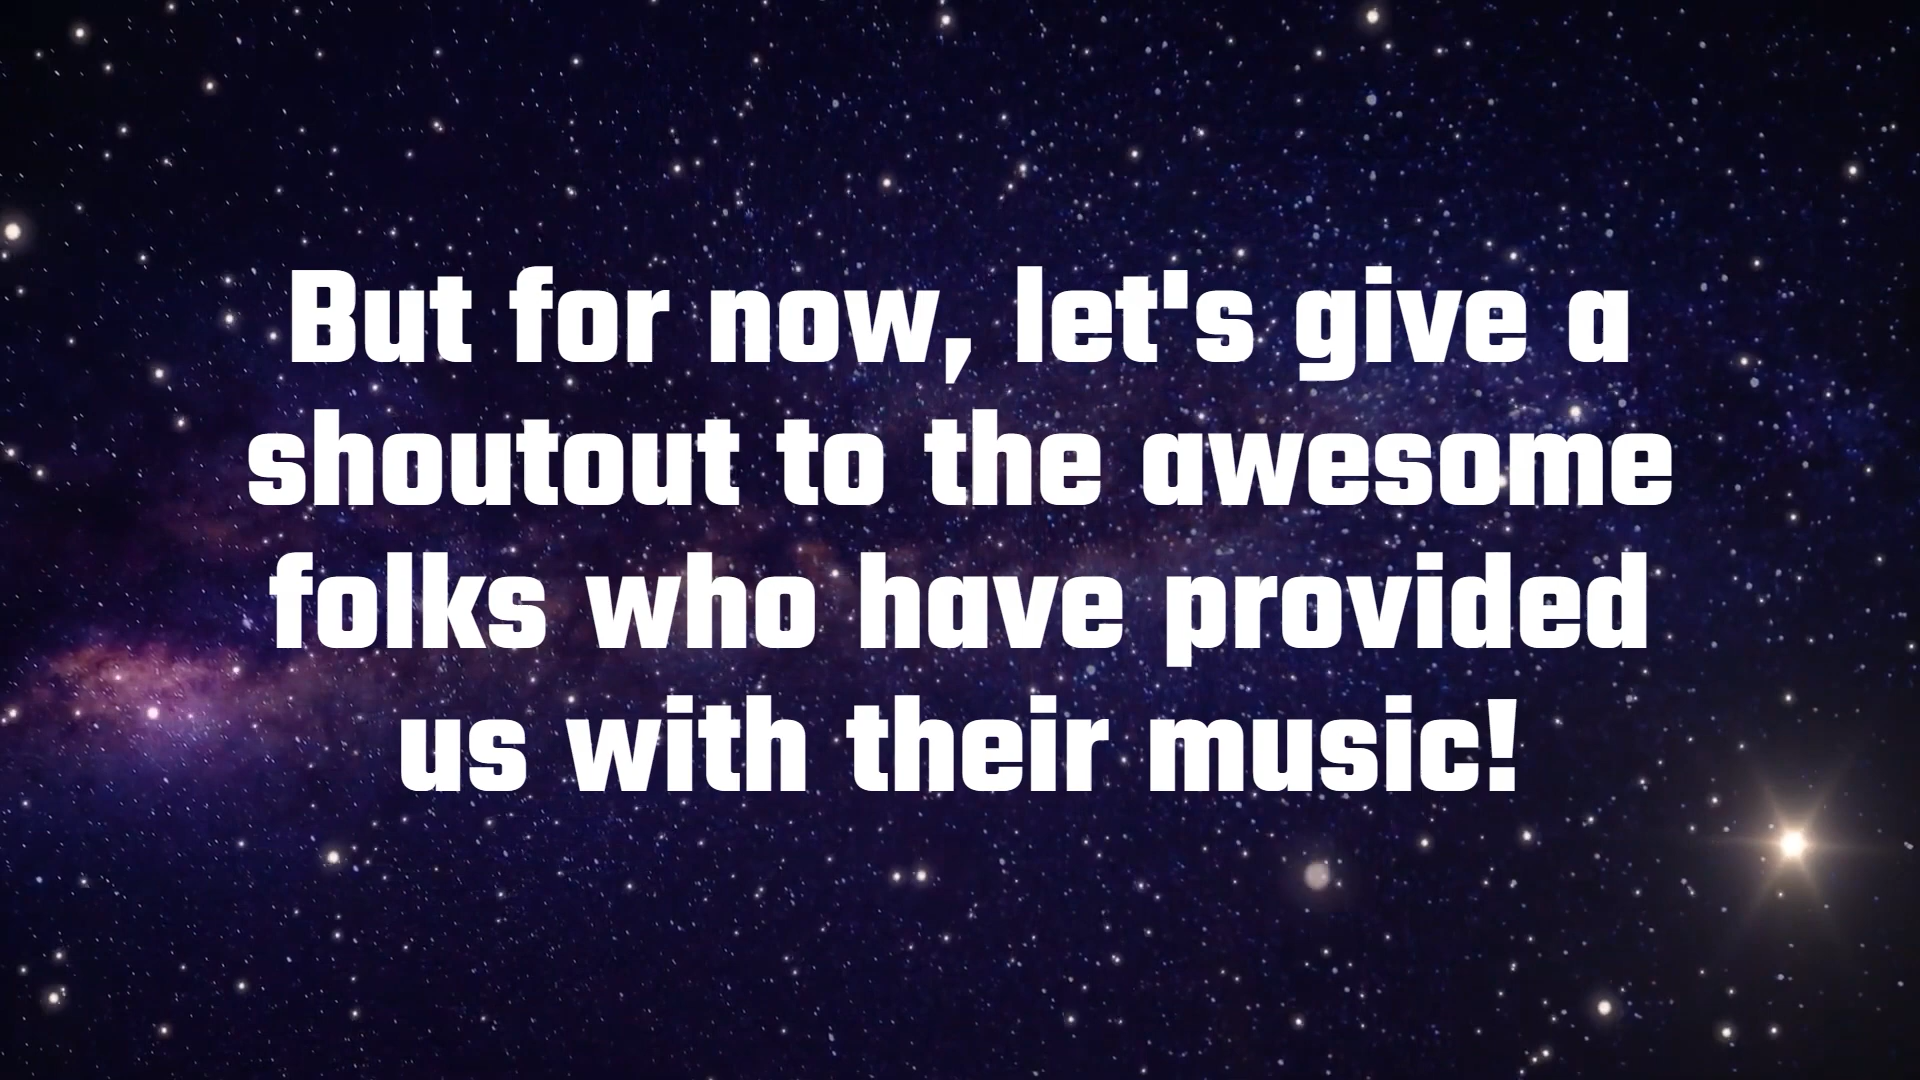 But for now, let's give a
shoutout to the awesome
folks who have provided
us with their music!